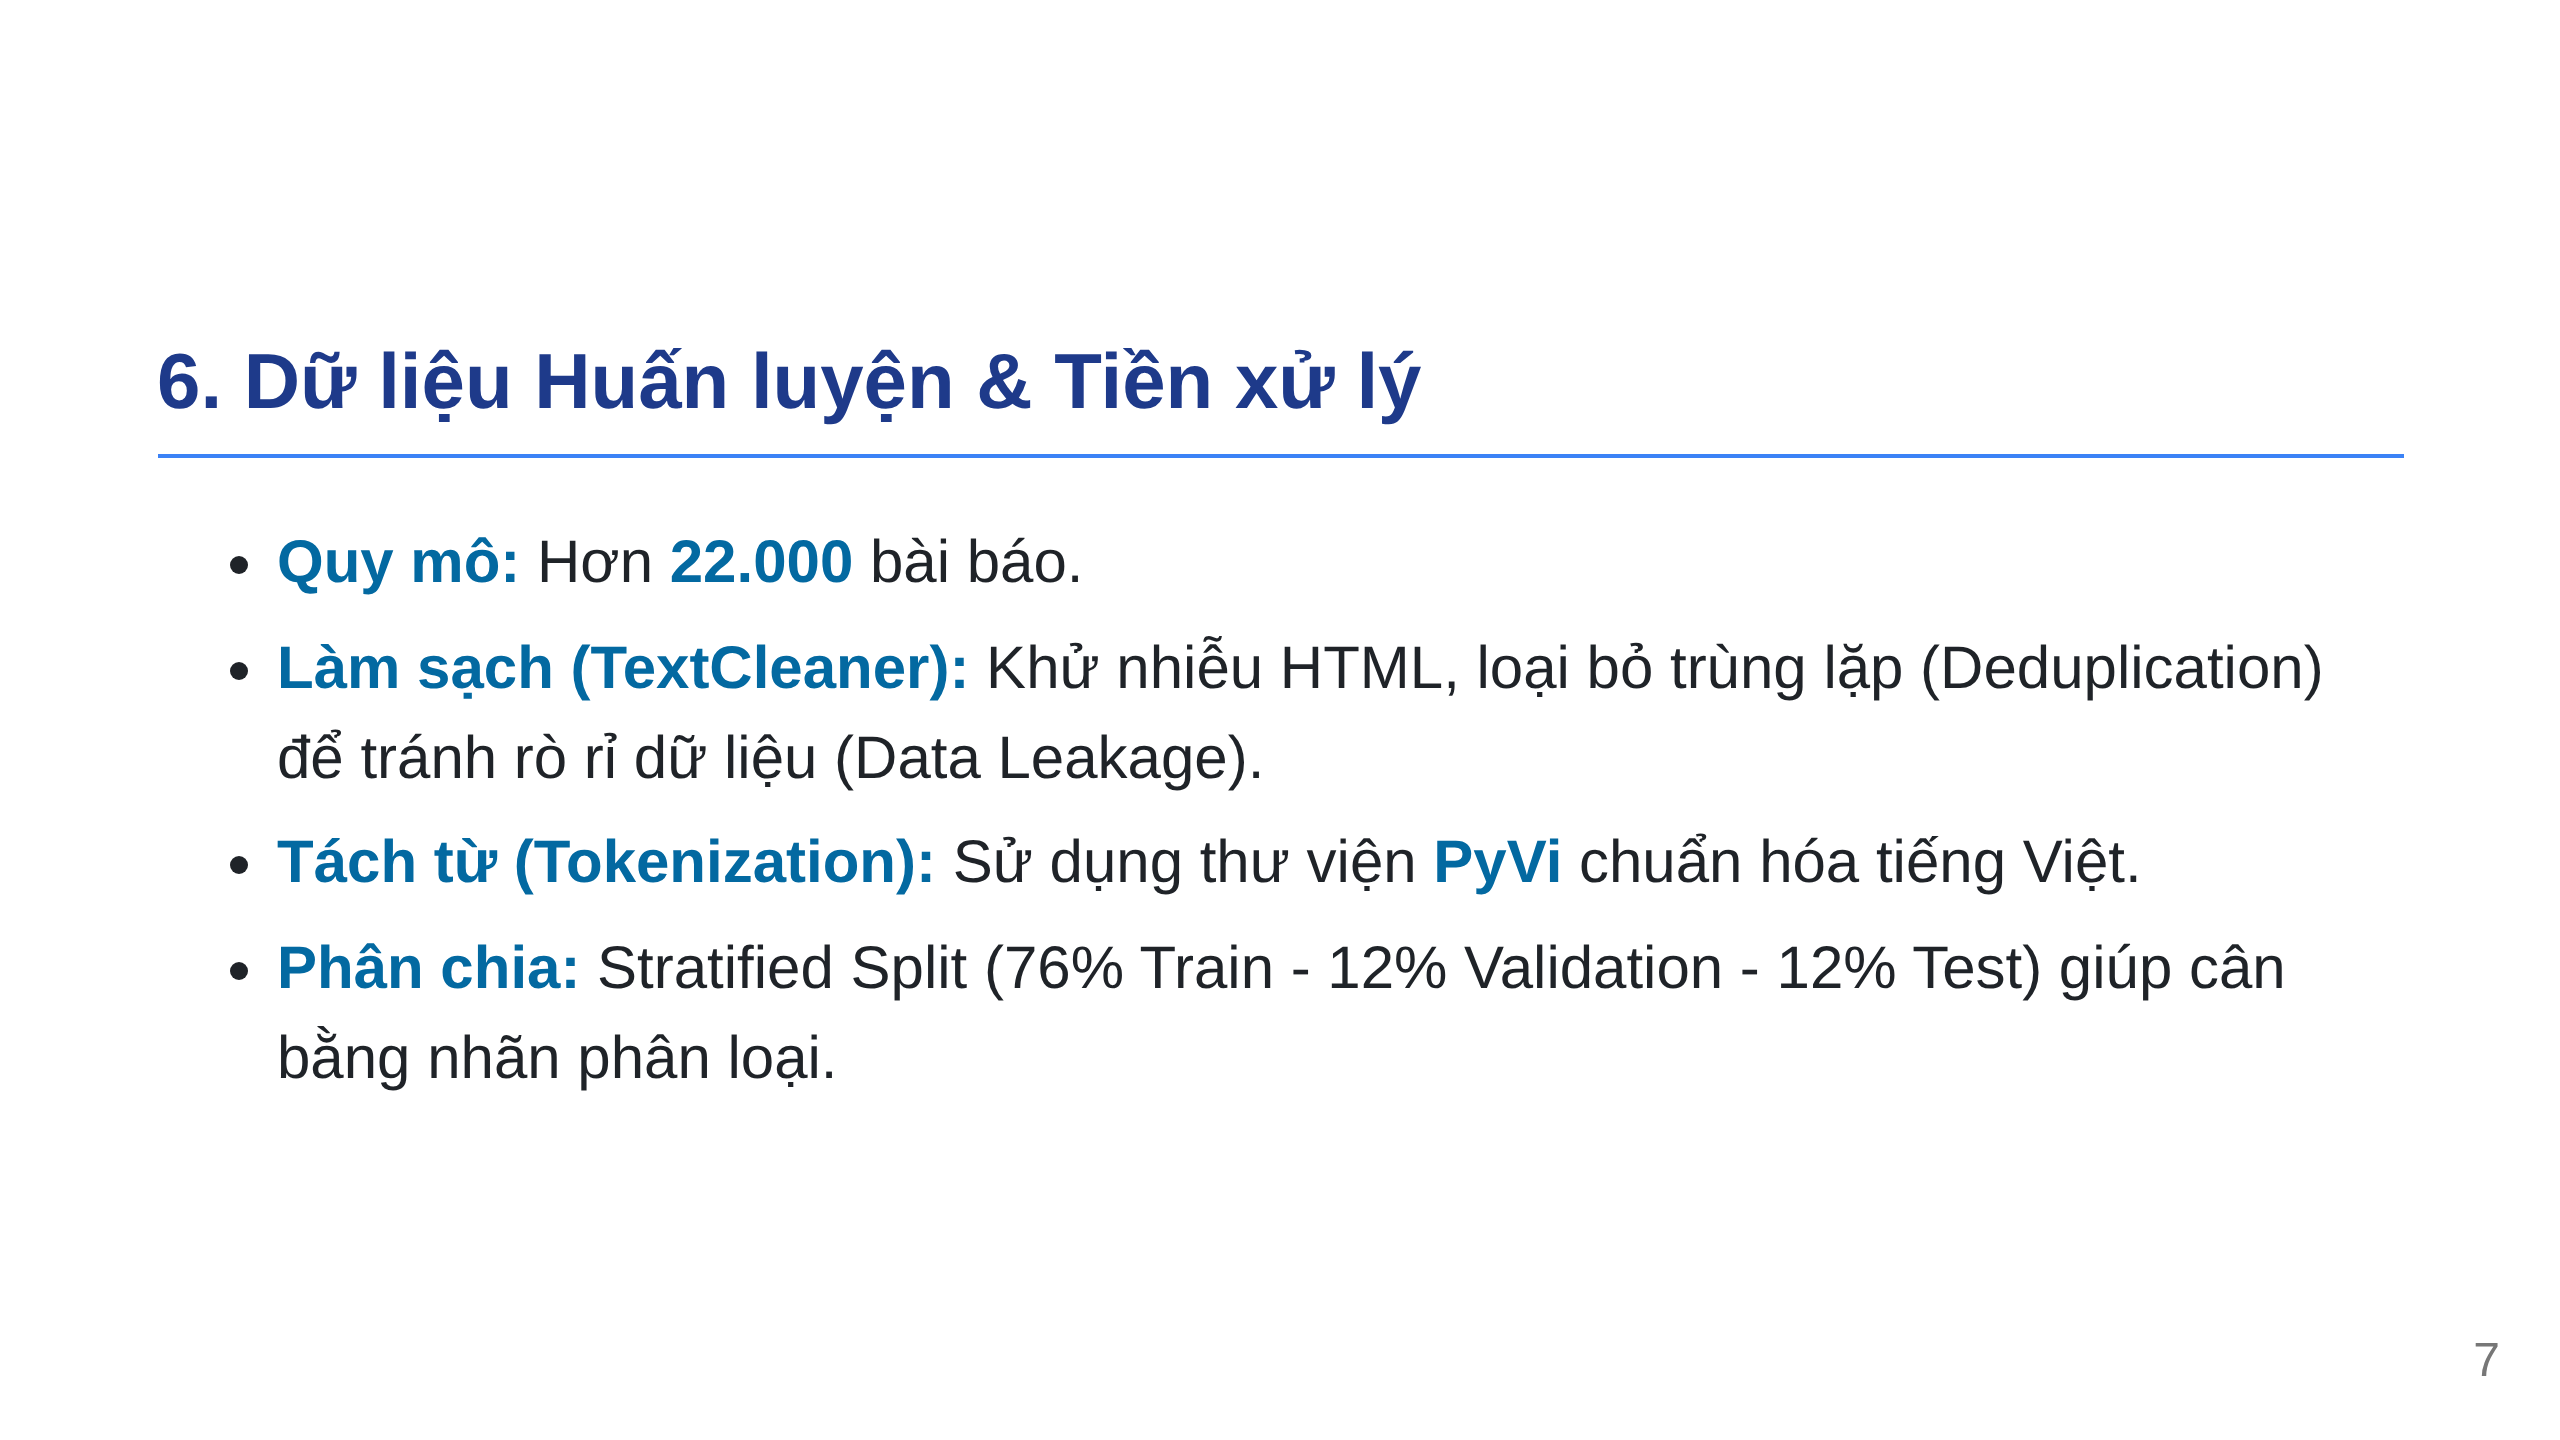 6. Dữ liệu Huấn luyện & Tiền xử lý
• Quy mô: Hơn 22.000 bài báo.
• Làm sạch (TextCleaner): Khử nhiễu HTML, loại bỏ trùng lặp (Deduplication)
để tránh rò rỉ dữ liệu (Data Leakage).
• Tách từ (Tokenization): Sử dụng thư viện PyVi chuẩn hóa tiếng Việt.
• Phân chia: Stratified Split (76% Train - 12% Validation - 12% Test) giúp cân
bằng nhãn phân loại.
7